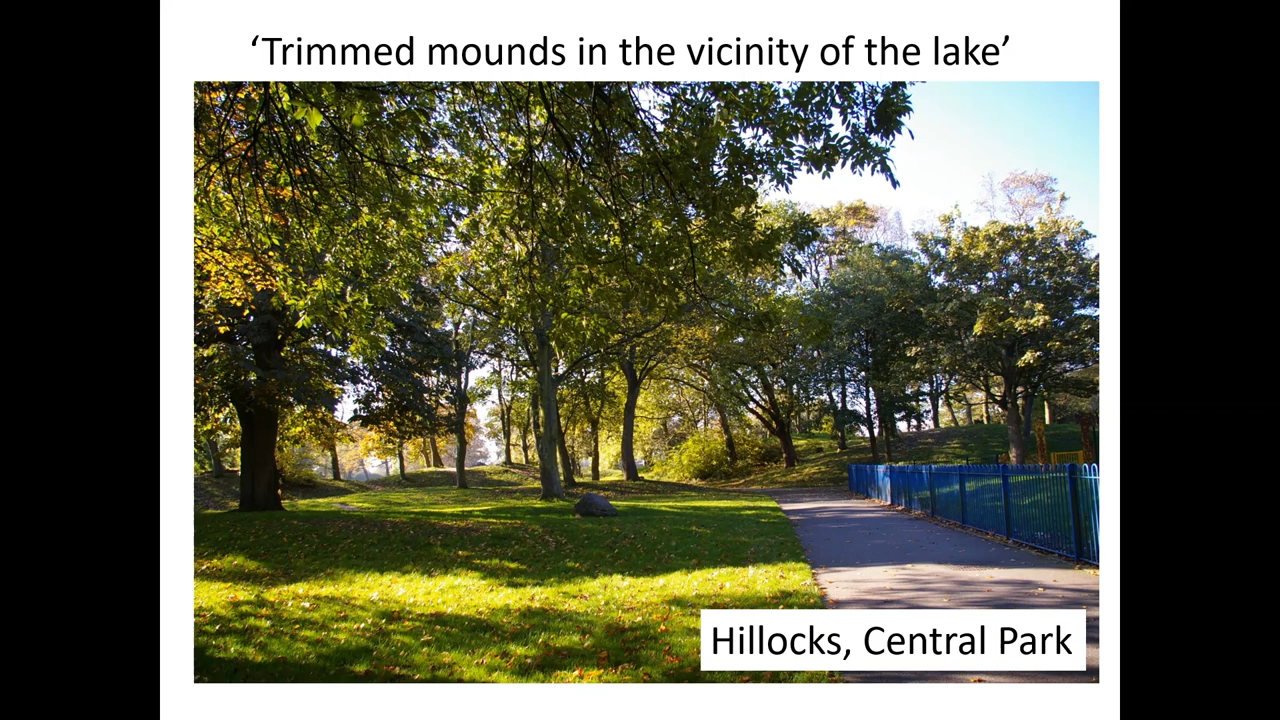 ‘Trimmed mounds in the vicinity of the lake’
Hillocks, Central Park